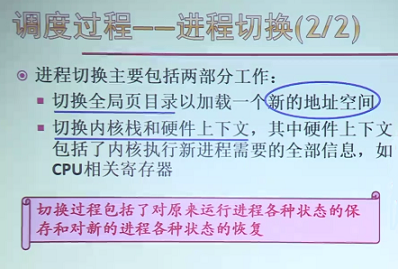 调度过程——进程切换(2/2)
进程切换主要包括两部分工作：
切换全局页目录以加载一个新的地址空间
切换内核栈和硬件上下文，其中硬件上下文
包括了内核执行新进程需要的全部信息，如
CPU相关寄存器
切换过程包括了对原来运行进程各种状态的保
存和对新的进程各种状态的恢复